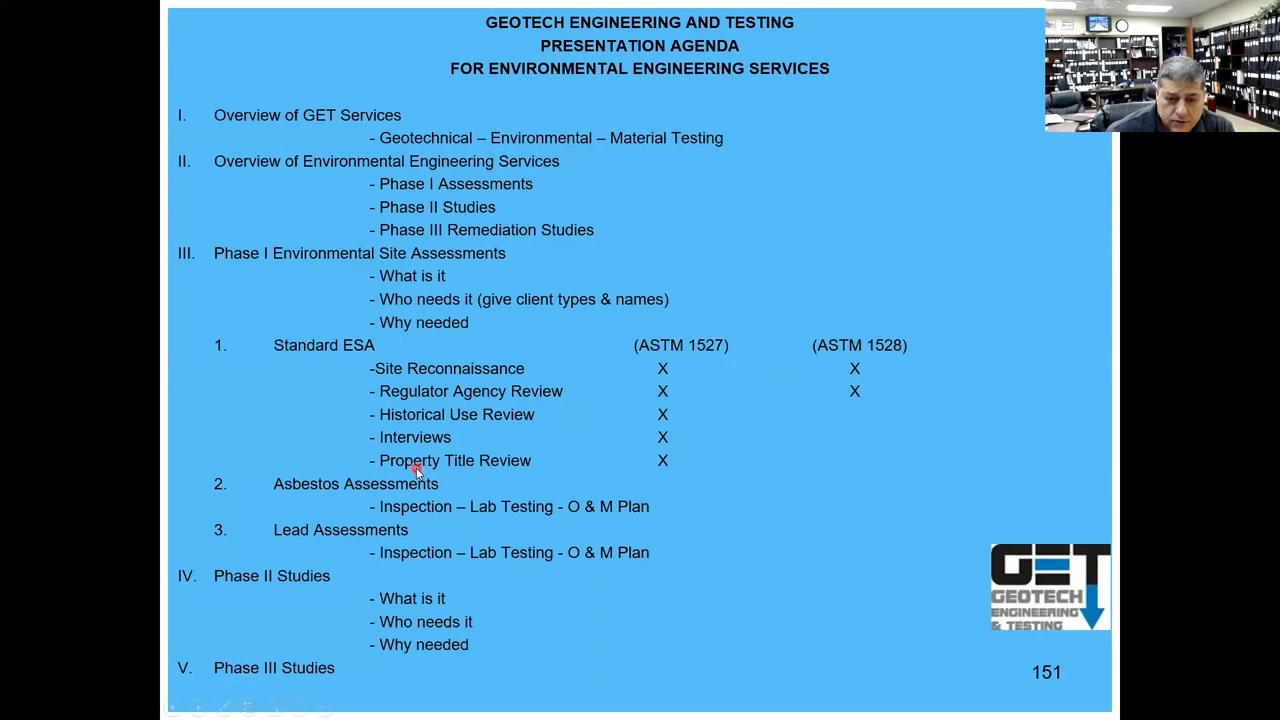 GEOTECH ENGINEERING AND TESTING
PRESENTATION AGENDA
FOR ENVIRONMENTAL ENGINEERING SERVICES
I. Overview of GET Services
- Geotechnical – Environmental – Material Testing
II. Overview of Environmental Engineering Services
- Phase I Assessments
- Phase II Studies
- Phase III Remediation Studies
III. Phase I Environmental Site Assessments
- What is it
- Who needs it (give client types & names)
- Why needed
1. Standard ESA (ASTM 1527) (ASTM 1528)
-Site Reconnaissance X X
- Regulator Agency Review X X
- Historical Use Review X
- Interviews X
- Property Title Review X
2. Asbestos Assessments
- Inspection – Lab Testing - O & M Plan
3. Lead Assessments
- Inspection – Lab Testing - O & M Plan
IV. Phase II Studies
- What is it
- Who needs it
- Why needed
V. Phase III Studies
GET
GEOTECH
ENGINEERING
& TESTING
151